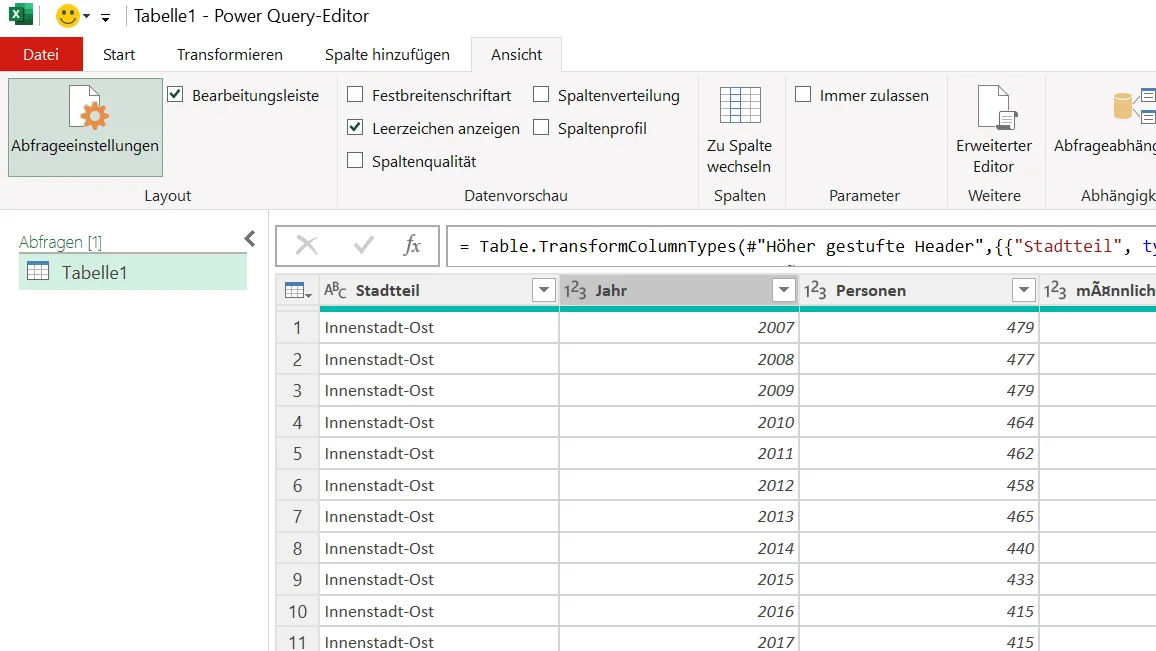 Tabelle1 - Power Query-Editor
Datei Start Transformieren Spalte hinzufügen Ansicht
Abfrageeinstellungen
Bearbeitungsleiste
Layout
Festbreitenschriftart
Leerzeichen anzeigen
Spaltenqualität
Spaltenverteilung
Spaltenprofil
Datenvorschau
Zu Spalte
wechseln
Spalten
Immer zulassen
Parameter
Erweiterter
Editor
Weitere
Abfrageabhäng
Abhängigk
Abfragen [1]
Tabelle1
fx
= Table.TransformColumnTypes(#"Höher gestufte Header",{{"Stadtteil", ty
ABC Stadtteil 123 Jahr 123 Personen 123 mÃ¤nnlich
1 Innenstadt-Ost 2007 479
2 Innenstadt-Ost 2008 477
3 Innenstadt-Ost 2009 479
4 Innenstadt-Ost 2010 464
5 Innenstadt-Ost 2011 462
6 Innenstadt-Ost 2012 458
7 Innenstadt-Ost 2013 465
8 Innenstadt-Ost 2014 440
9 Innenstadt-Ost 2015 433
10 Innenstadt-Ost 2016 415
11 Innenstadt-Ost 2017 415